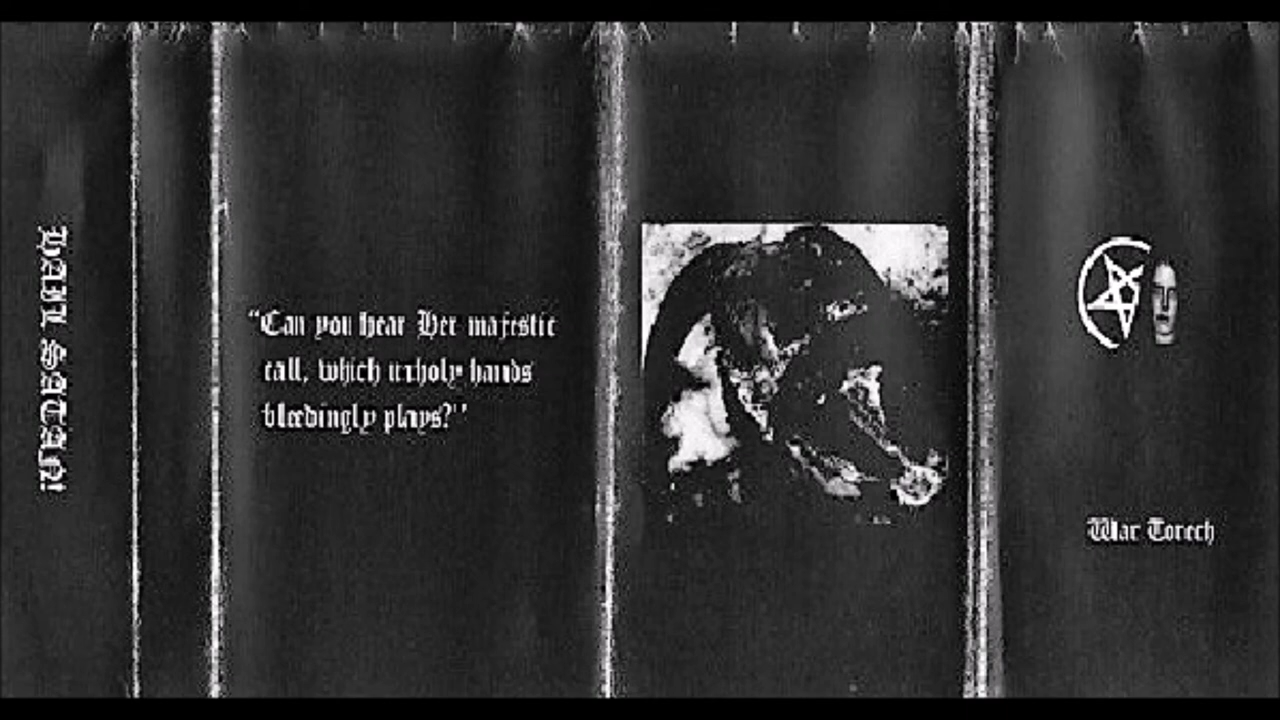 HAIL SATAN!
"Can you hear Her majestic
call, which unholy hands
bleedingly plays?"
War Torech